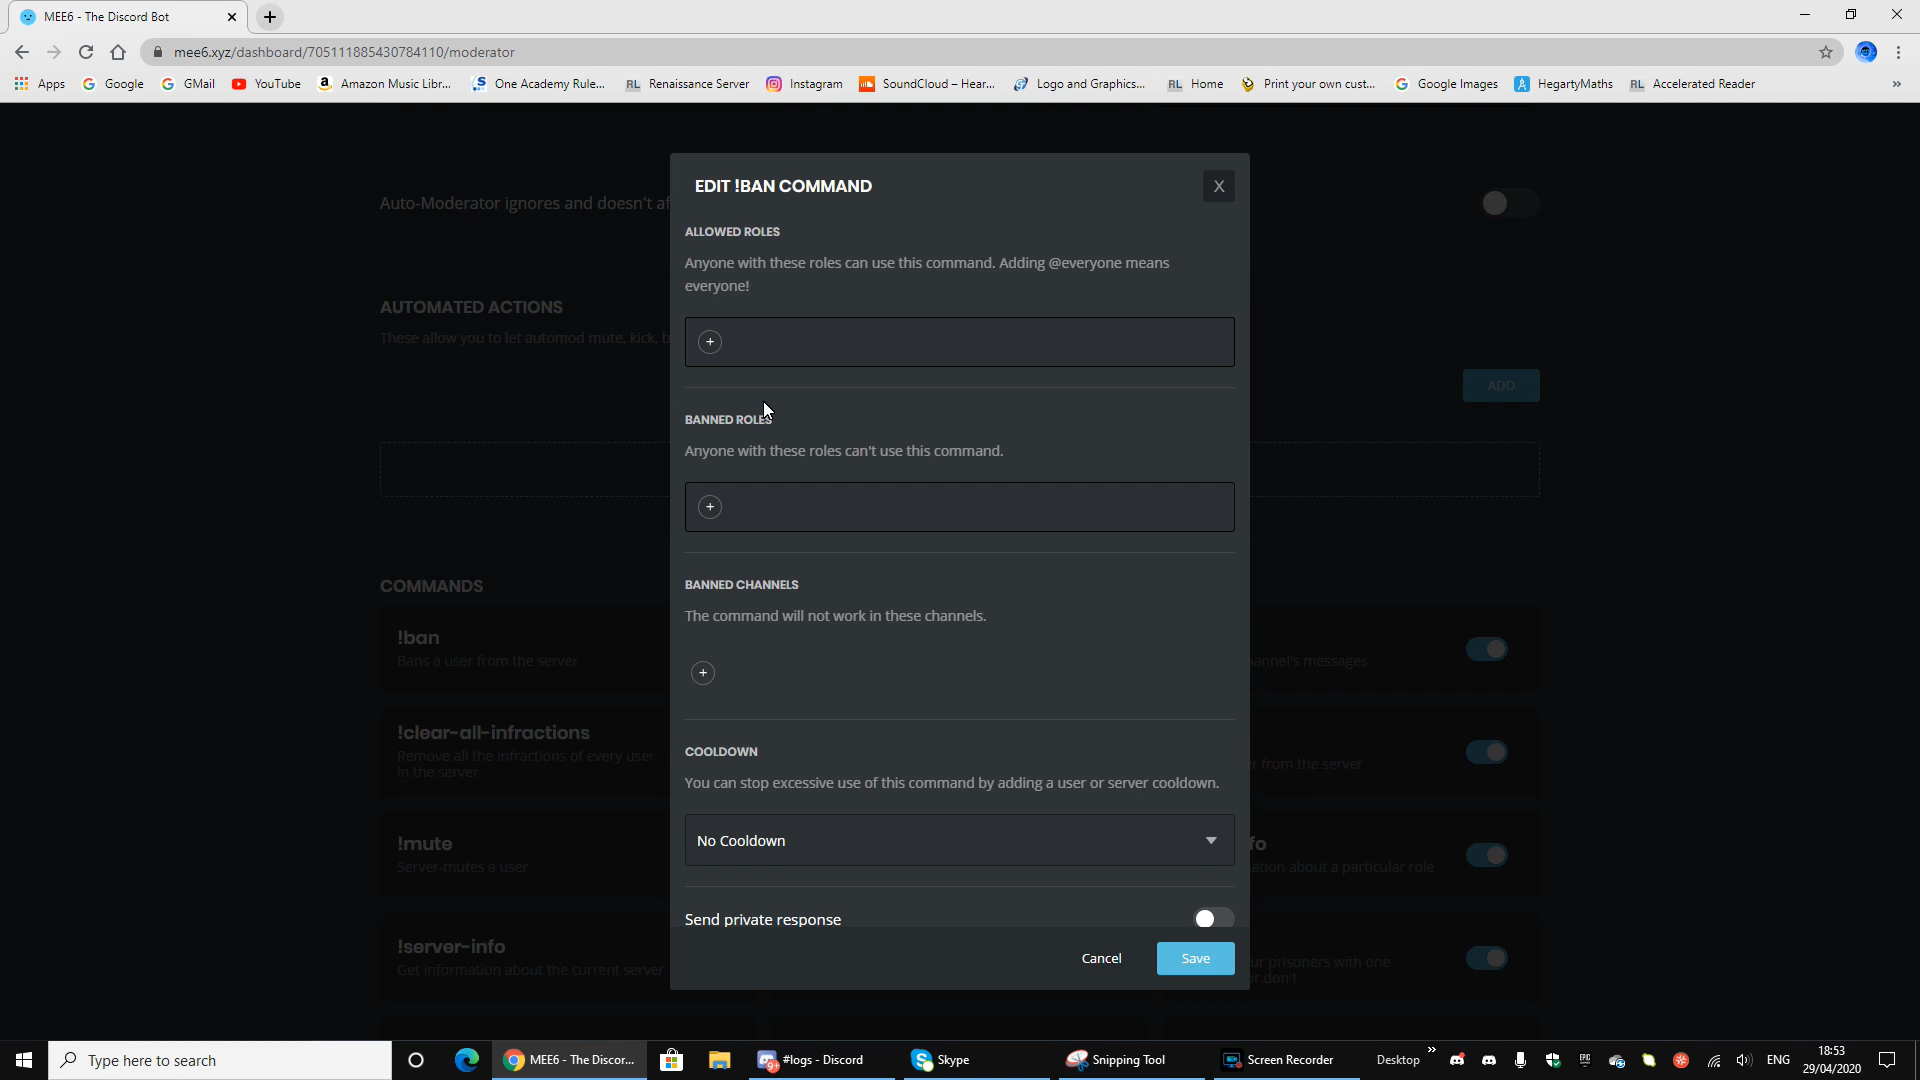 MEE6 - The Discord Bot
mee6.xyz/dashboard/705111885430784110/moderator
Apps
Google
GMail
YouTube
Amazon Music Libr...
One Academy Rule...
RL Renaissance Server
Instagram
SoundCloud – Hear...
Logo and Graphics...
RL Home
Print your own cust...
Google Images
HegartyMaths
RL Accelerated Reader
EDIT !BAN COMMAND
X
Auto-Moderator ignores and doesn't af
ALLOWED ROLES
Anyone with these roles can use this command. Adding @everyone means
everyone!
AUTOMATED ACTIONS
These allow you to let automod mute, kick, b
+
ADD
BANNED ROLES
Anyone with these roles can't use this command.
+
BANNED CHANNELS
COMMANDS
The command will not work in these channels.
!ban
Bans a user from the server
annel's messages
+
!clear-all-infractions
Remove all the infractions of every user
in the server
r from the server
COOLDOWN
You can stop excessive use of this command by adding a user or server cooldown.
No Cooldown
!mute
Server-mutes a user
fo
ation about a particular role
Send private response
!server-info
Get information about the current server
Cancel
Save
ur prisoners with one
or don't
Type here to search
MEE6 - The Discor...
#logs - Discord
Skype
Snipping Tool
Screen Recorder
Desktop
ENG
18:53
29/04/2020